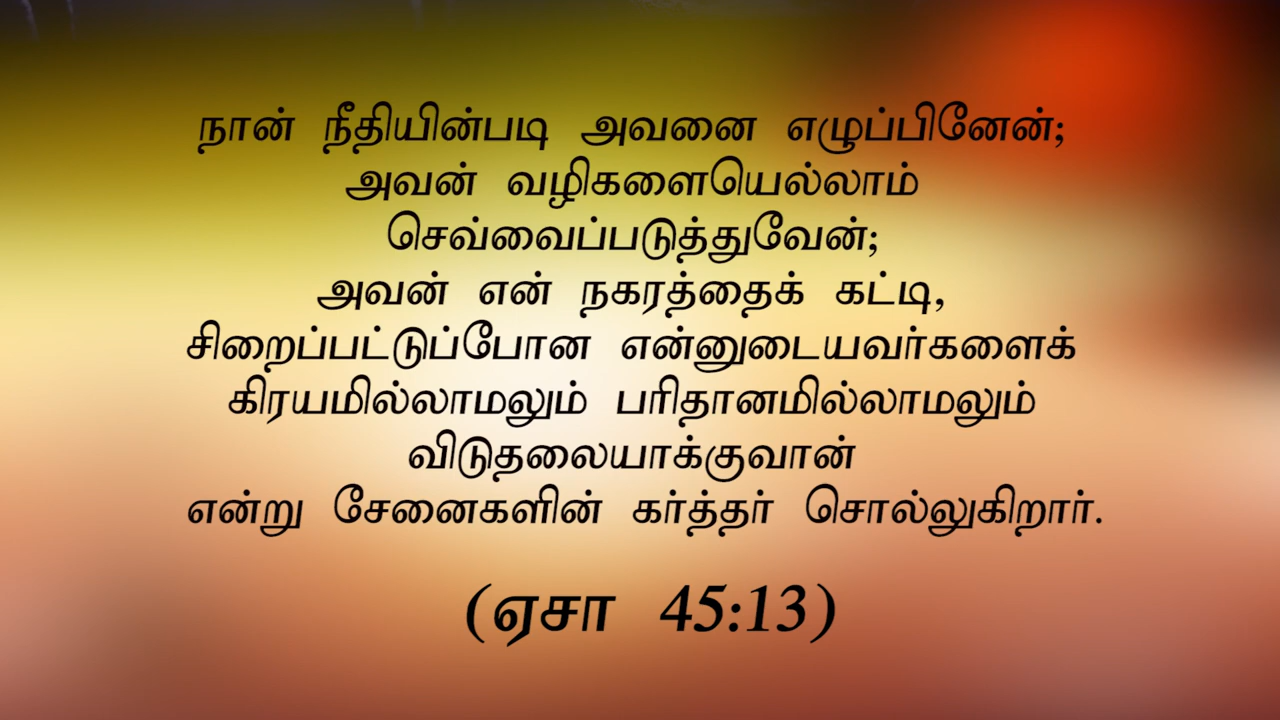 நான் நீதியின்படி அவனை எழுப்பினேன்;
அவன் வழிகளையெல்லாம்
செவ்வைப்படுத்துவேன்;
அவன் என் நகரத்தைக் கட்டி,
சிறைப்பட்டுப்போன என்னுடையவர்களைக்
கிரயமில்லாமலும் பரிதானமில்லாமலும்
விடுதலையாக்குவான்
என்று சேனைகளின் கர்த்தர் சொல்லுகிறார்.
(ஏசா 45:13)